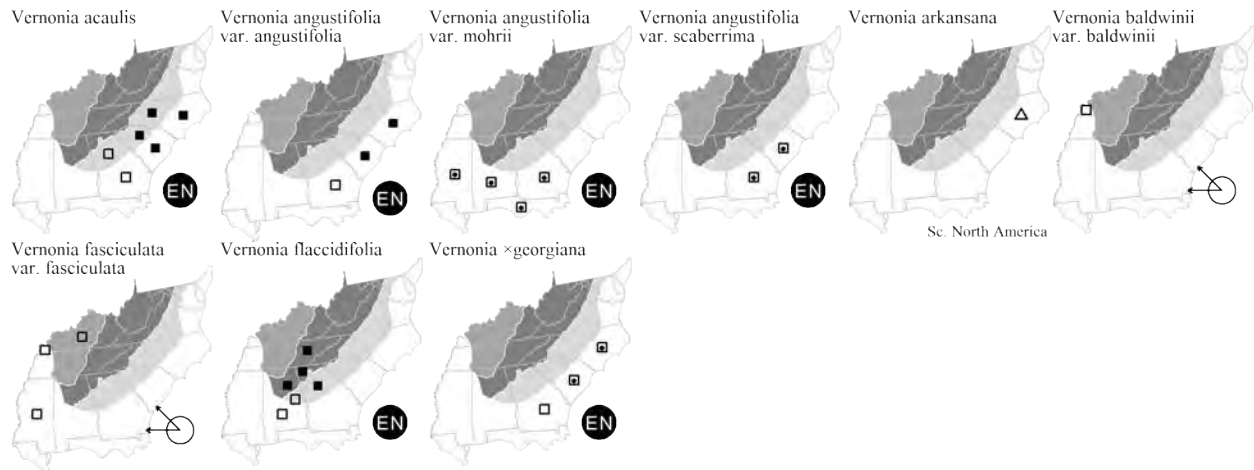 Vernonia acaulis
Vernonia angustifolia
var. angustifolia
Vernonia angustifolia
var. mohrii
Vernonia angustifolia
var. scaberrima
Vernonia arkansana
Vernonia baldwinii
var. baldwinii
EN
EN
EN
EN
Sc. North America
Vernonia fasciculata
var. fasciculata
Vernonia flaccidifolia
Vernonia ×georgiana
EN
EN